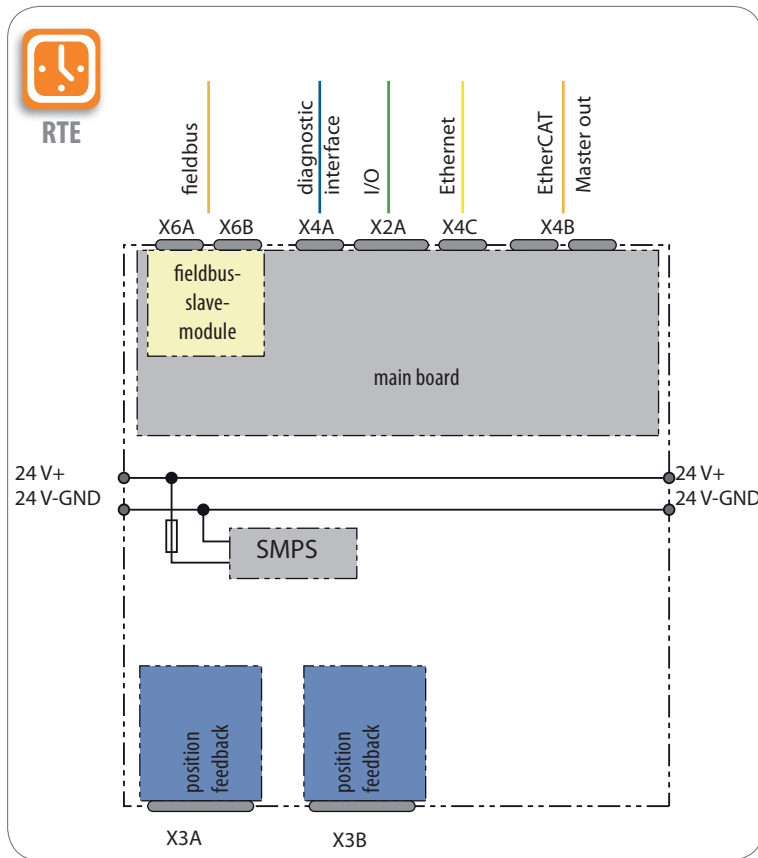 RTE
fieldbus
diagnostic
interface
I/O
Ethernet
EtherCAT
Master out
X6A
X6B
X4A
X2A
X4C
X4B
fieldbus-
slave-
module
main board
24 V+
24 V+
24 V-GND
24 V-GND
SMPS
position
feedback
position
feedback
X3A
X3B